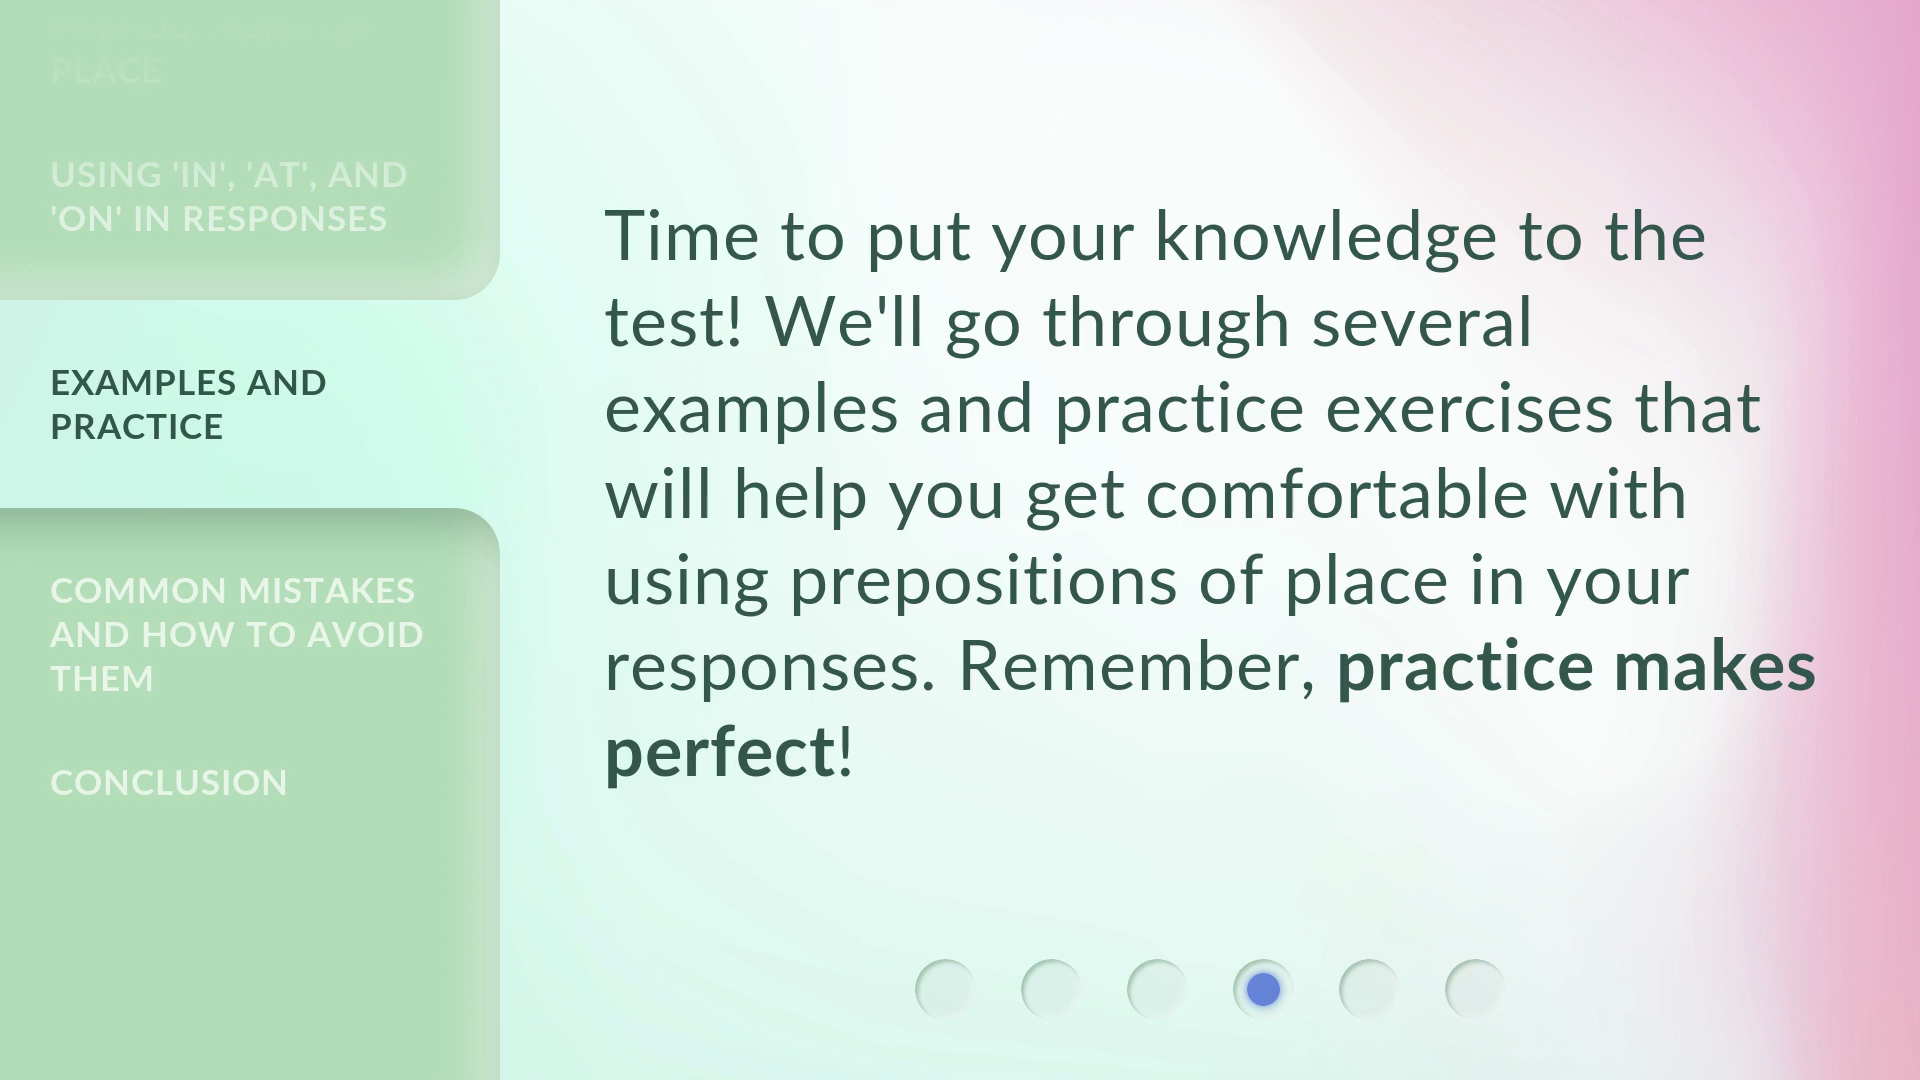 PLACE
USING 'IN', 'AT', AND
'ON' IN RESPONSES
EXAMPLES AND
PRACTICE
COMMON MISTAKES
AND HOW TO AVOID
THEM
CONCLUSION
Time to put your knowledge to the
test! We'll go through several
examples and practice exercises that
will help you get comfortable with
using prepositions of place in your
responses. Remember, practice makes
perfect!